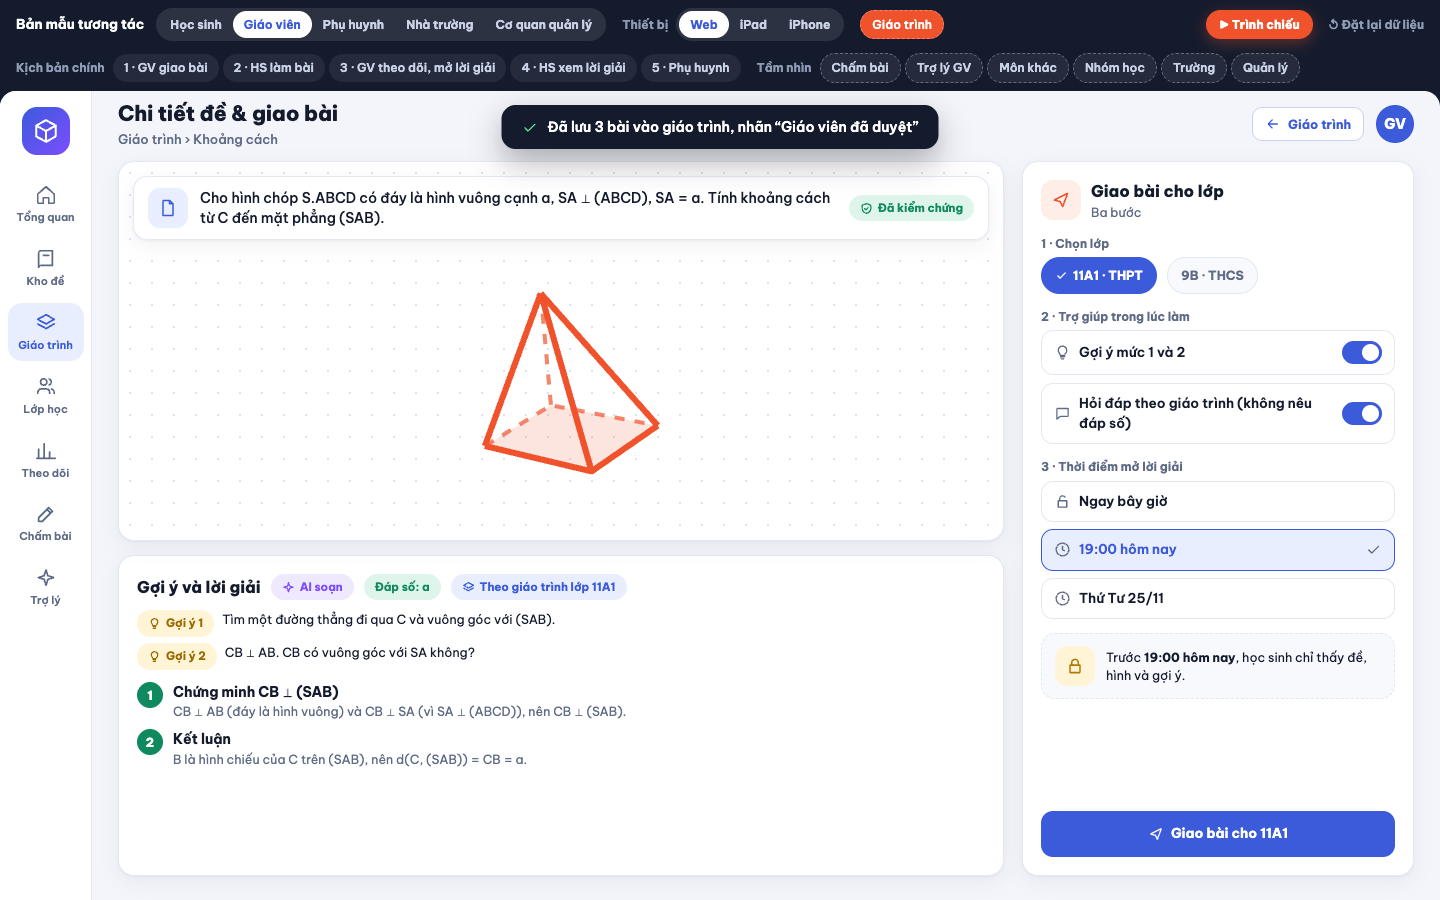 Bản mẫu tương tác
Học sinh
Giáo viên
Phụ huynh
Nhà trường
Cơ quan quản lý
Thiết bị
Web
iPad
iPhone
Giáo trình
Trình chiếu
Đặt lại dữ liệu
Kịch bản chính
1 · GV giao bài
2 · HS làm bài
3 · GV theo dõi, mở lời giải
4 · HS xem lời giải
5 · Phụ huynh
Tầm nhìn
Chấm bài
Trợ lý GV
Môn khác
Nhóm học
Trường
Quản lý
Chi tiết đề & giao bài
Giáo trình › Khoảng cách
Đã lưu 3 bài vào giáo trình, nhãn “Giáo viên đã duyệt”
Giáo trình
GV
Tổng quan
Kho đề
Giáo trình
Lớp học
Theo dõi
Chấm bài
Trợ lý
Cho hình chóp S.ABCD có đáy là hình vuông cạnh a, SA ⊥ (ABCD), SA = a. Tính khoảng cách
từ C đến mặt phẳng (SAB).
Đã kiểm chứng
Gợi ý và lời giải
AI soạn
Đáp số: a
Theo giáo trình lớp 11A1
Gợi ý 1
Tìm một đường thẳng đi qua C và vuông góc với (SAB).
Gợi ý 2
CB ⊥ AB. CB có vuông góc với SA không?
1
Chứng minh CB ⊥ (SAB)
CB ⊥ AB (đáy là hình vuông) và CB ⊥ SA (vì SA ⊥ (ABCD)), nên CB ⊥ (SAB).
2
Kết luận
B là hình chiếu của C trên (SAB), nên d(C, (SAB)) = CB = a.
Giao bài cho lớp
Ba bước
1 · Chọn lớp
11A1 · THPT
9B · THCS
2 · Trợ giúp trong lúc làm
Gợi ý mức 1 và 2
Hỏi đáp theo giáo trình (không nêu
đáp số)
3 · Thời điểm mở lời giải
Ngay bây giờ
19:00 hôm nay
Thứ Tư 25/11
Trước 19:00 hôm nay, học sinh chỉ thấy đề,
hình và gợi ý.
Giao bài cho 11A1